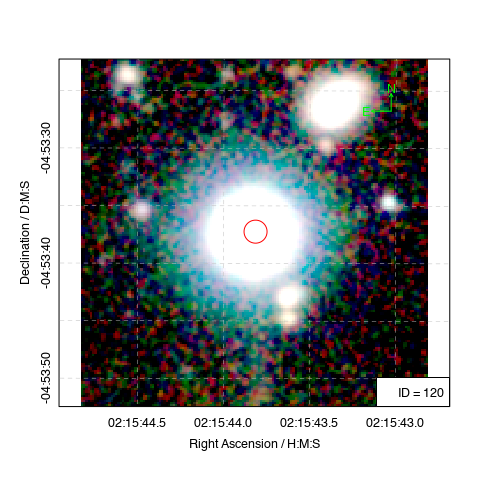 N
-04:53:30
-04:53:40
-04:53:50
Declination / D:M:S
ID = 120
02:15:44.5 02:15:44.0 02:15:43.5 02:15:43.0
Right Ascension / H:M:S